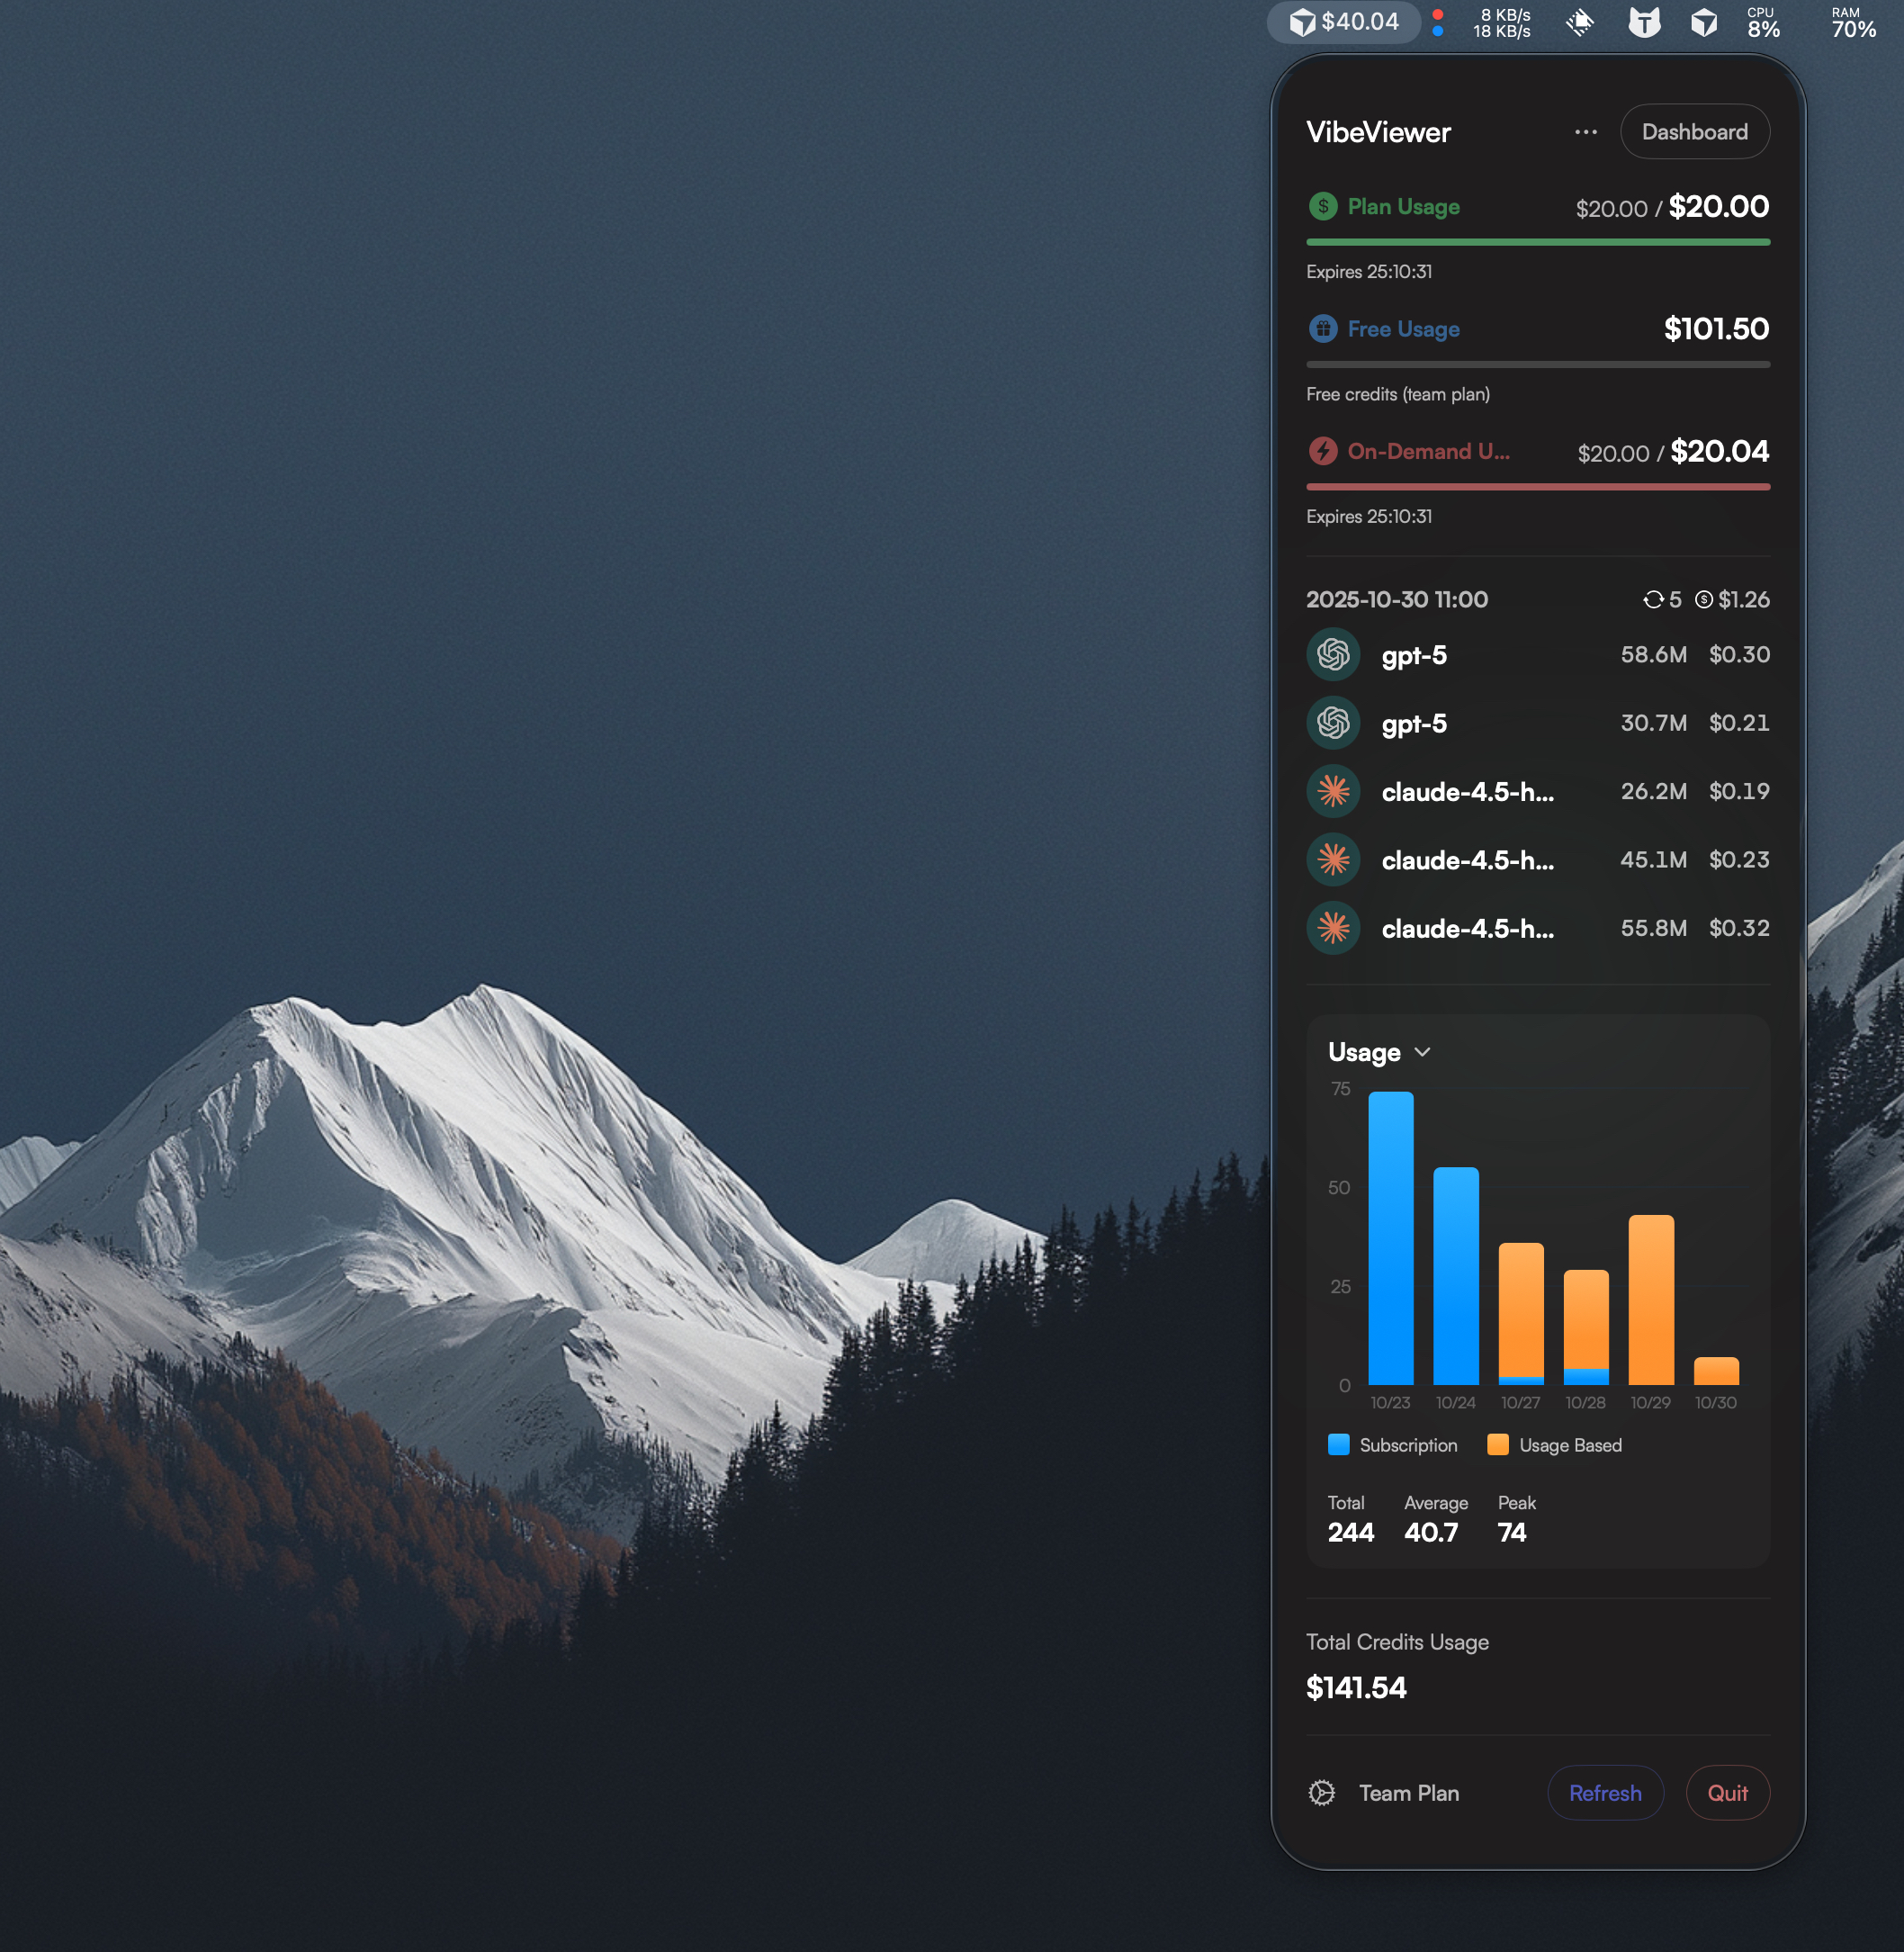 $40.04
8 KB/s
18 KB/s
T
CPU
8%
RAM
70%
VibeViewer
Dashboard
Plan Usage
$20.00 / $20.00
Expires 25:10:31
Free Usage
$101.50
Free credits (team plan)
On-Demand U...
$20.00 / $20.04
Expires 25:10:31
2025-10-30 11:00
5
$1.26
gpt-5 58.6M $0.30
gpt-5 30.7M $0.21
claude-4.5-h... 26.2M $0.19
claude-4.5-h... 45.1M $0.23
claude-4.5-h... 55.8M $0.32
Usage
75
50
25
0
10/23 10/24 10/27 10/28 10/29 10/30
Subscription
Usage Based
Total Average Peak
244 40.7 74
Total Credits Usage
$141.54
Team Plan
Refresh
Quit